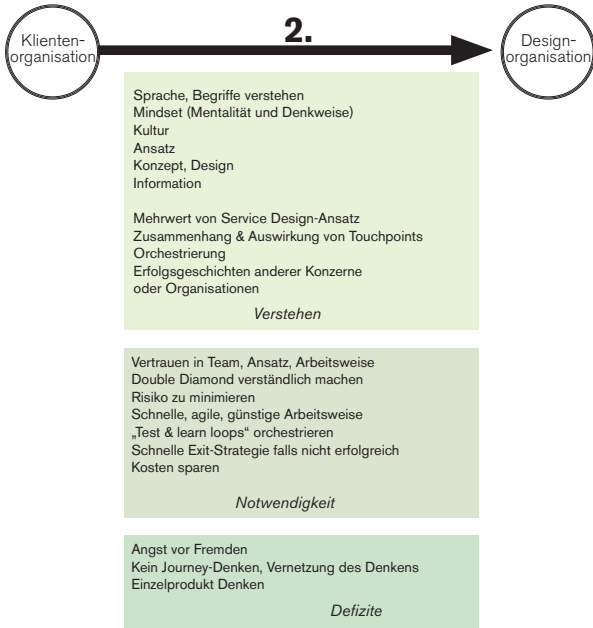 Klienten-
organisation
2.
Design-
organisation
Sprache, Begriffe verstehen
Mindset (Mentalität und Denkweise)
Kultur
Ansatz
Konzept, Design
Information
Mehrwert von Service Design-Ansatz
Zusammenhang & Auswirkung von Touchpoints
Orchestrierung
Erfolgsgeschichten anderer Konzerne
oder Organisationen
Verstehen
Vertrauen in Team, Ansatz, Arbeitsweise
Double Diamond verständlich machen
Risiko zu minimieren
Schnelle, agile, günstige Arbeitsweise
„Test & learn loops“ orchestrieren
Schnelle Exit-Strategie falls nicht erfolgreich
Kosten sparen
Notwendigkeit
Angst vor Fremden
Kein Journey-Denken, Vernetzung des Denkens
Einzelprodukt Denken
Defizite